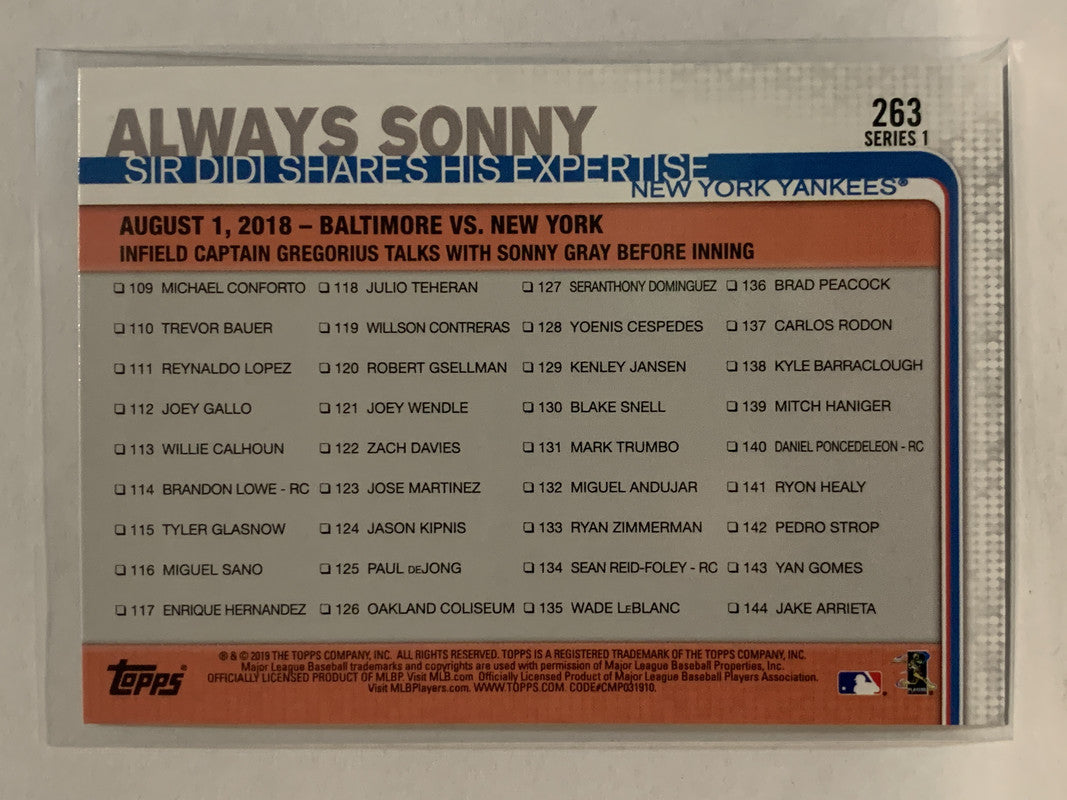 ALWAYS SONNY
263
SERIES 1
SIR DIDI SHARES HIS EXPERTISE
NEW YORK YANKEES®
AUGUST 1, 2018 – BALTIMORE VS. NEW YORK
INFIELD CAPTAIN GREGORIUS TALKS WITH SONNY GRAY BEFORE INNING
❏ 109 MICHAEL CONFORTO ❏ 118 JULIO TEHERAN ❏ 127 SERANTHONY DOMINGUEZ ❏ 136 BRAD PEACOCK
❏ 110 TREVOR BAUER ❏ 119 WILLSON CONTRERAS ❏ 128 YOENIS CESPEDES ❏ 137 CARLOS RODON
❏ 111 REYNALDO LOPEZ ❏ 120 ROBERT GSELLMAN ❏ 129 KENLEY JANSEN ❏ 138 KYLE BARRACLOUGH
❏ 112 JOEY GALLO ❏ 121 JOEY WENDLE ❏ 130 BLAKE SNELL ❏ 139 MITCH HANIGER
❏ 113 WILLIE CALHOUN ❏ 122 ZACH DAVIES ❏ 131 MARK TRUMBO ❏ 140 DANIEL PONCEDELEON - RC
❏ 114 BRANDON LOWE - RC ❏ 123 JOSE MARTINEZ ❏ 132 MIGUEL ANDUJAR ❏ 141 RYON HEALY
❏ 115 TYLER GLASNOW ❏ 124 JASON KIPNIS ❏ 133 RYAN ZIMMERMAN ❏ 142 PEDRO STROP
❏ 116 MIGUEL SANO ❏ 125 PAUL DEJONG ❏ 134 SEAN REID-FOLEY - RC ❏ 143 YAN GOMES
❏ 117 ENRIQUE HERNANDEZ ❏ 126 OAKLAND COLISEUM ❏ 135 WADE LeBLANC ❏ 144 JAKE ARRIETA
Topps®
® & © 2019 THE TOPPS COMPANY, INC. ALL RIGHTS RESERVED. TOPPS IS A REGISTERED TRADEMARK OF THE TOPPS COMPANY, INC.
Major League Baseball trademarks and copyrights are used with permission of Major League Baseball Properties, Inc.
OFFICIALLY LICENSED PRODUCT OF MLBP. Visit MLB.com Officially Licensed Product of Major League Baseball Players Association.
Visit MLBPlayers.com. WWW.TOPPS.COM. CODE#CMP031910.
PLAYERS